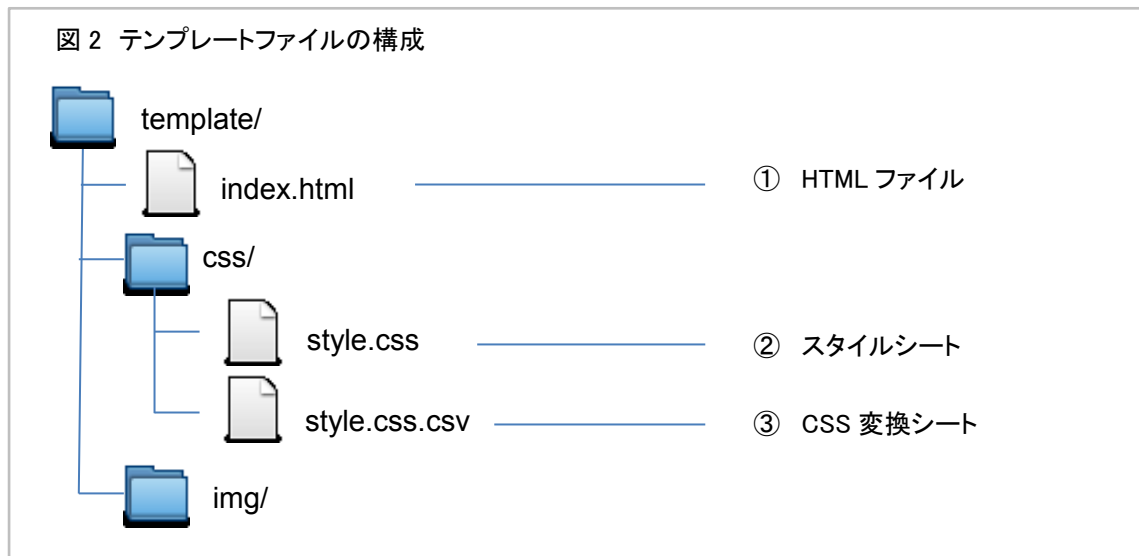 図 2 テンプレートファイルの構成
template/
index.html ① HTML ファイル
css/
style.css ② スタイルシート
style.css.csv ③ CSS 変換シート
img/